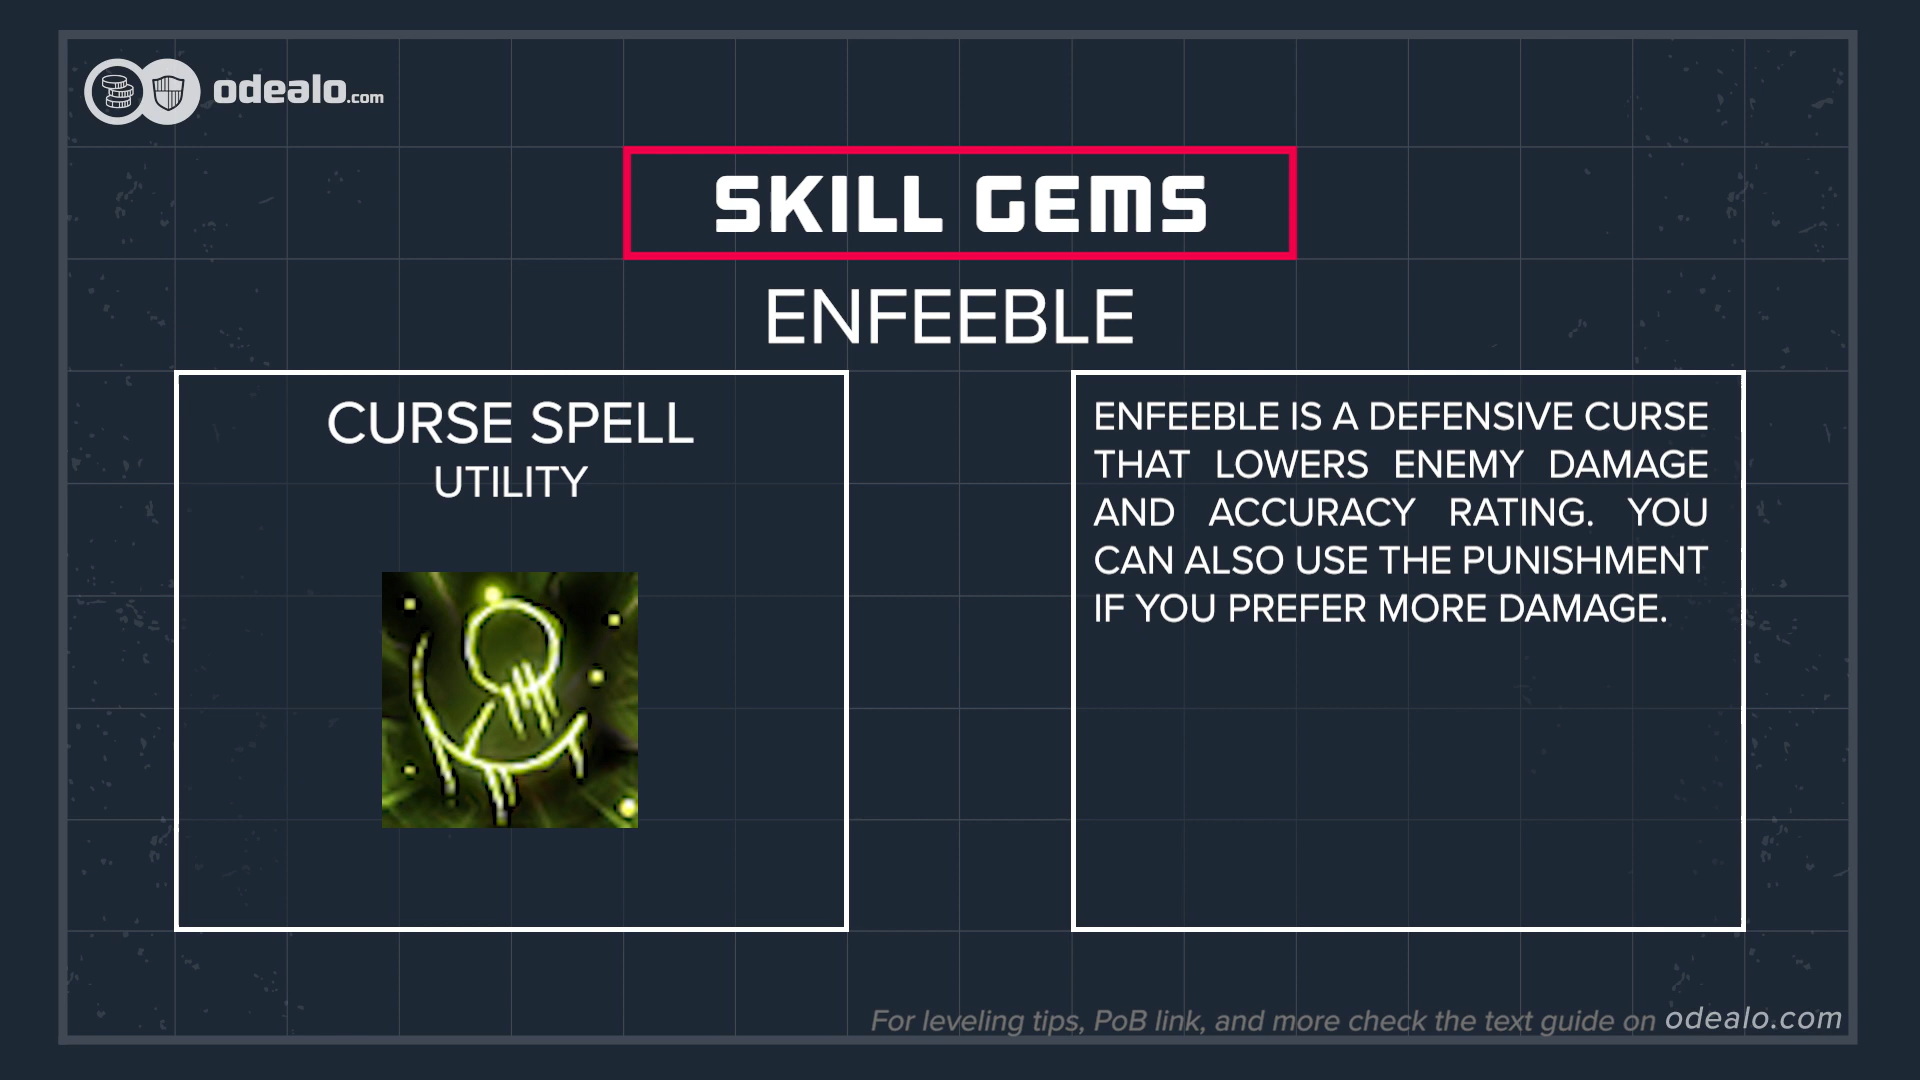 odealo.com
SKILL GEMS
ENFEEBLE
CURSE SPELL
UTILITY
ENFEEBLE IS A DEFENSIVE CURSE
THAT LOWERS ENEMY DAMAGE
AND ACCURACY RATING. YOU
CAN ALSO USE THE PUNISHMENT
IF YOU PREFER MORE DAMAGE.
For leveling tips, PoB link, and more check the text guide on odealo.com